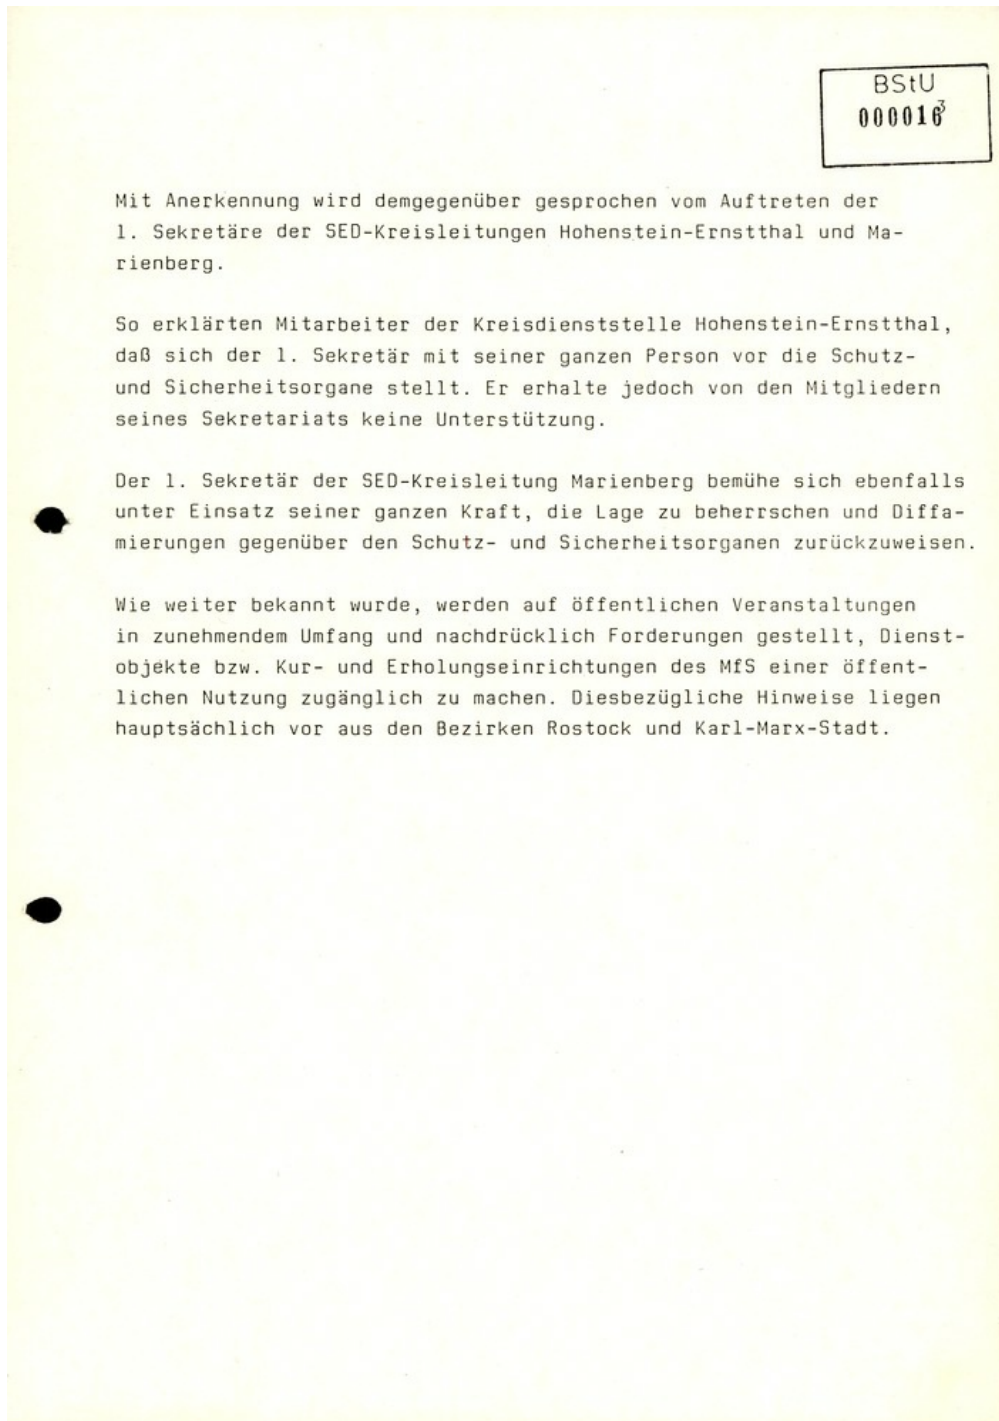 BStU
000016
3
Mit Anerkennung wird demgegenüber gesprochen vom Auftreten der
1. Sekretäre der SED-Kreisleitungen Hohenstein-Ernstthal und Ma-
rienberg.
So erklärten Mitarbeiter der Kreisdienststelle Hohenstein-Ernstthal,
daß sich der 1. Sekretär mit seiner ganzen Person vor die Schutz-
und Sicherheitsorgane stellt. Er erhalte jedoch von den Mitgliedern
seines Sekretariats keine Unterstützung.
Der 1. Sekretär der SED-Kreisleitung Marienberg bemühe sich ebenfalls
unter Einsatz seiner ganzen Kraft, die Lage zu beherrschen und Diffa-
mierungen gegenüber den Schutz- und Sicherheitsorganen zurückzuweisen.
Wie weiter bekannt wurde, werden auf öffentlichen Veranstaltungen
in zunehmendem Umfang und nachdrücklich Forderungen gestellt, Dienst-
objekte bzw. Kur- und Erholungseinrichtungen des MfS einer öffent-
lichen Nutzung zugänglich zu machen. Diesbezügliche Hinweise liegen
hauptsächlich vor aus den Bezirken Rostock und Karl-Marx-Stadt.